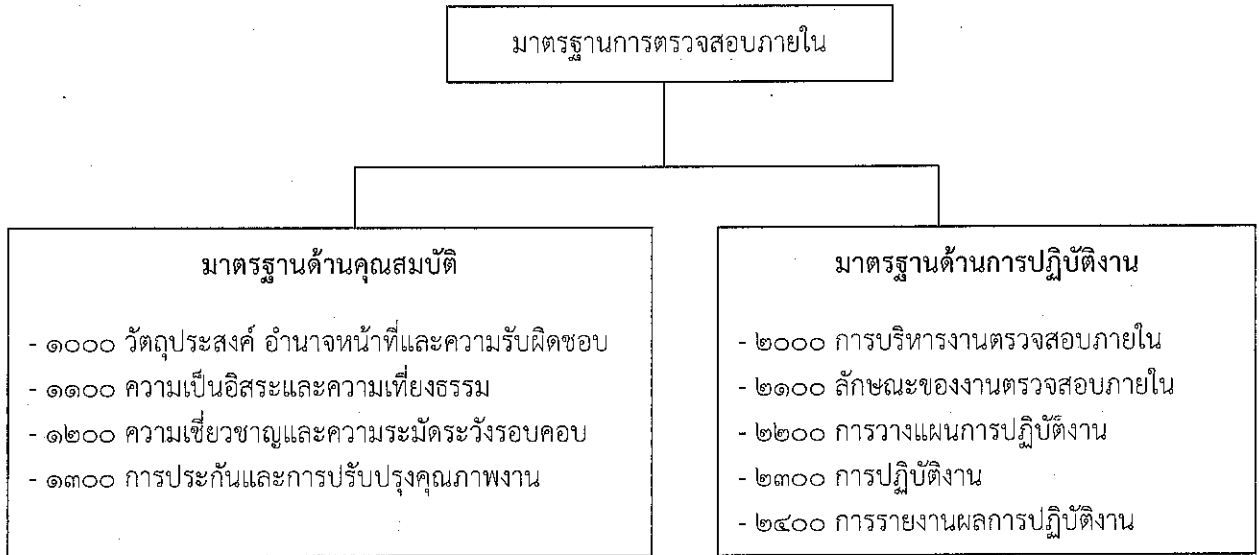 มาตรฐานการตรวจสอบภายใน
มาตรฐานด้านคุณสมบัติ
- ๑๐๐๐ วัตถุประสงค์ อำนาจหน้าที่และความรับผิดชอบ
- ๑๑๐๐ ความเป็นอิสระและความเที่ยงธรรม
- ๑๒๐๐ ความเชี่ยวชาญและความระมัดระวังรอบคอบ
- ๑๓๐๐ การประกันและการปรับปรุงคุณภาพงาน
มาตรฐานด้านการปฏิบัติงาน
- ๒๐๐๐ การบริหารงานตรวจสอบภายใน
- ๒๑๐๐ ลักษณะของงานตรวจสอบภายใน
- ๒๒๐๐ การวางแผนการปฏิบัติงาน
- ๒๓๐๐ การปฏิบัติงาน
- ๒๔๐๐ การรายงานผลการปฏิบัติงาน